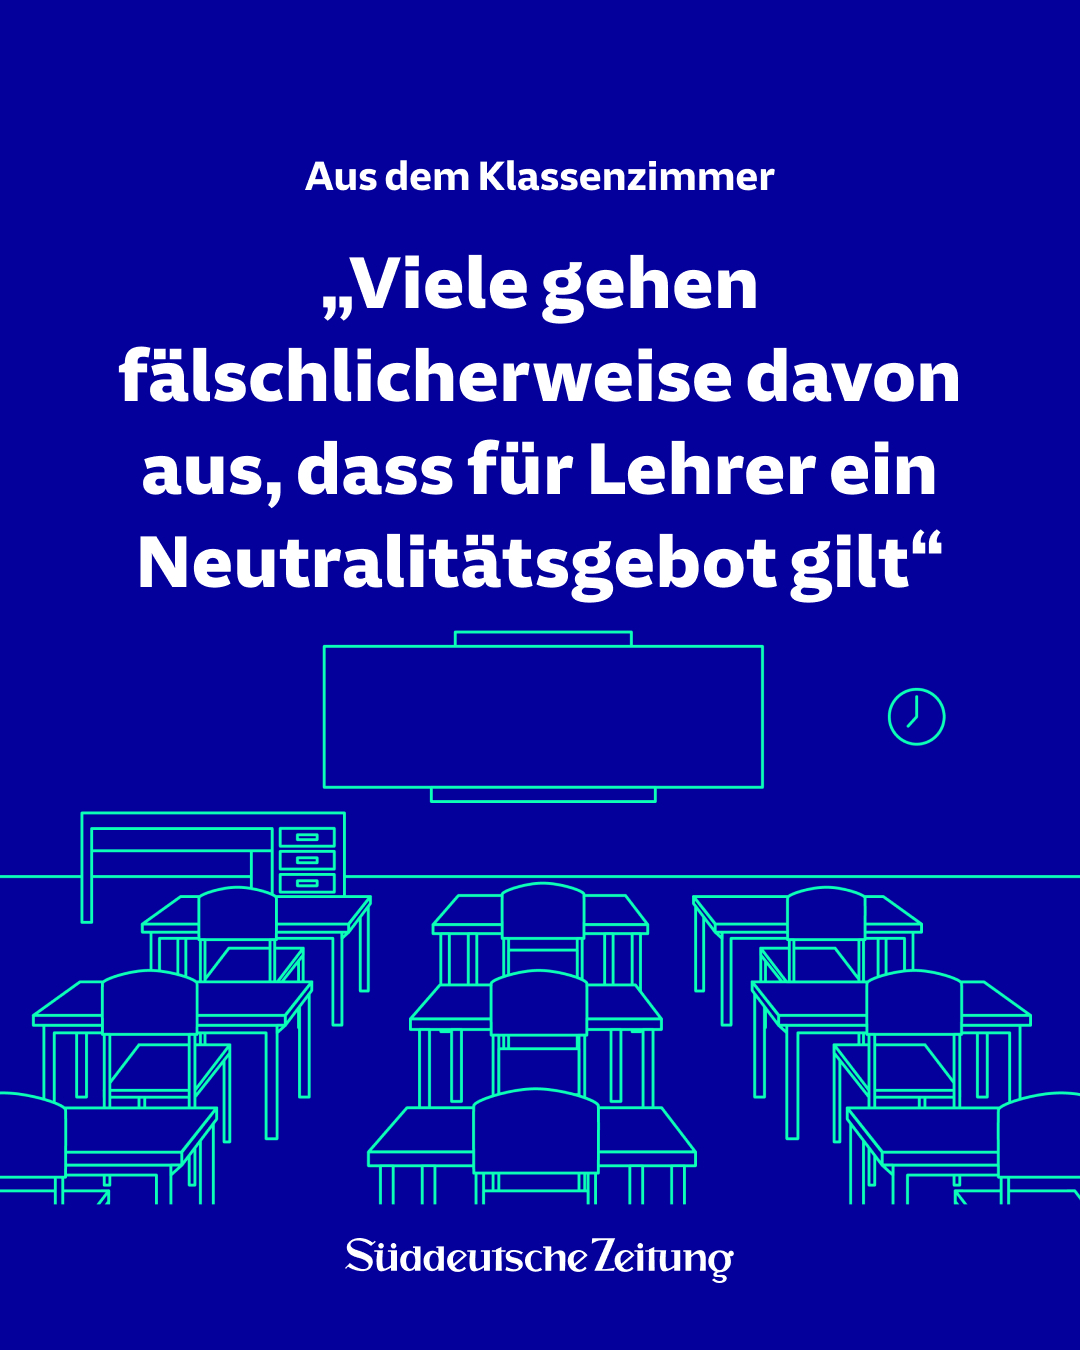 Aus dem Klassenzimmer
„Viele gehen
fälschlicherweise davon
aus, dass für Lehrer ein
Neutralitätsgebot gilt“
Süddeutsche Zeitung